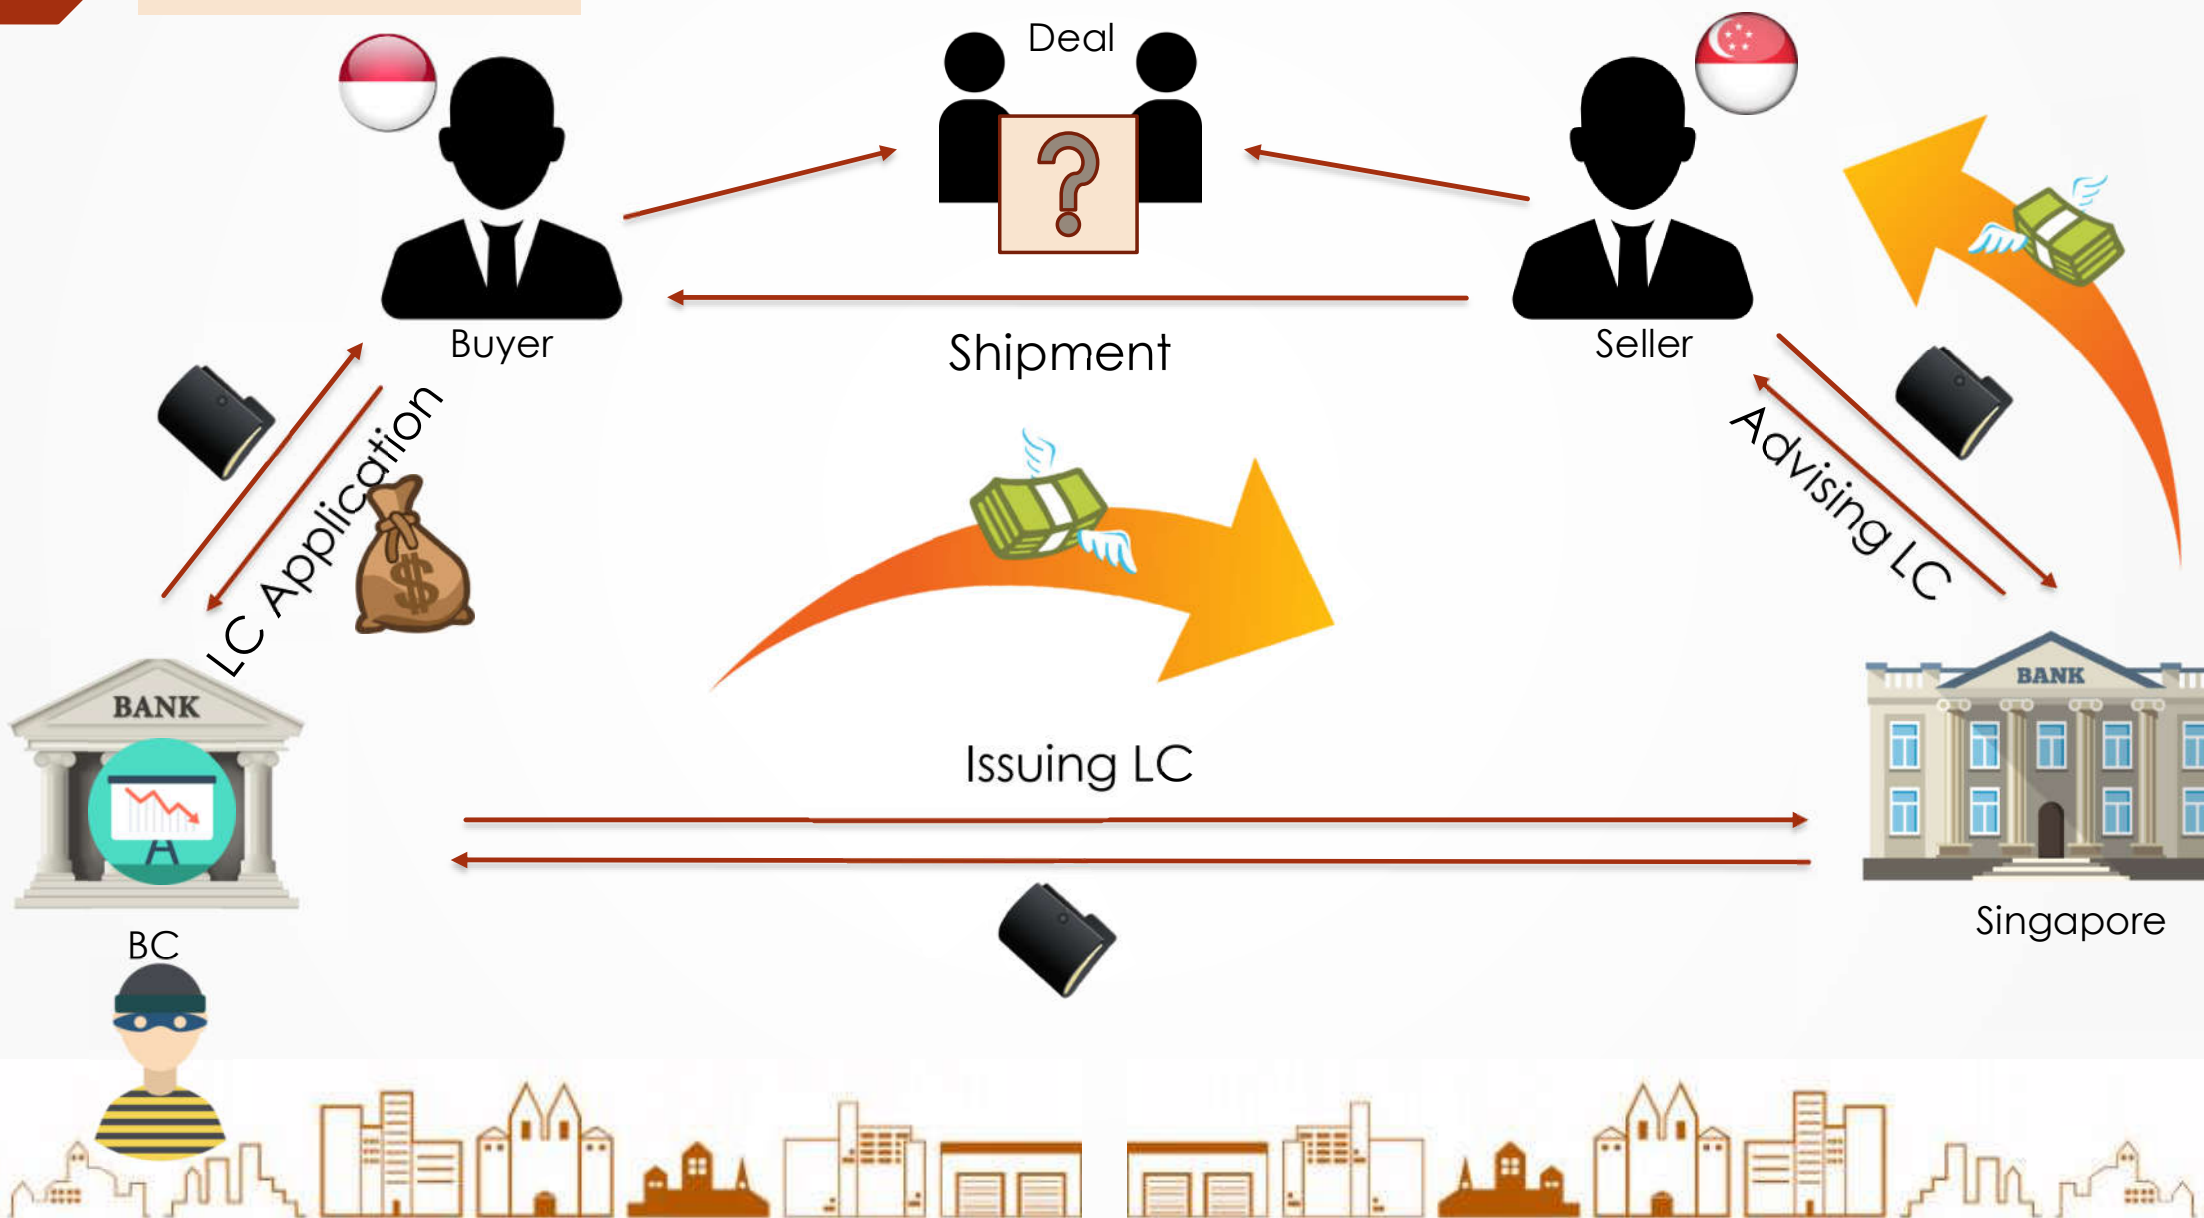 Deal
Buyer
Seller
Shipment
LC Application
Advising LC
BANK
BANK
Issuing LC
Singapore
BC